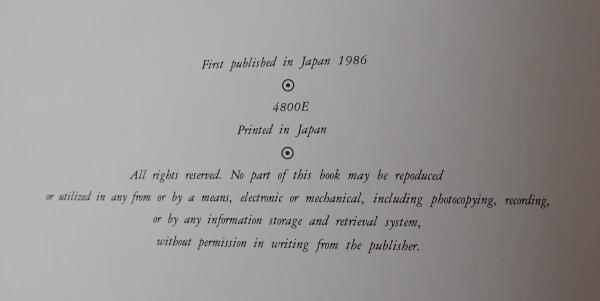 First published in Japan 1986
4800E
Printed in Japan
All rights reserved. No part of this book may be repoduced
or utilized in any from or by a means, electronic or mechanical, including photocopying, recording,
or by any information storage and retrieval system,
without permission in writing from the publisher.